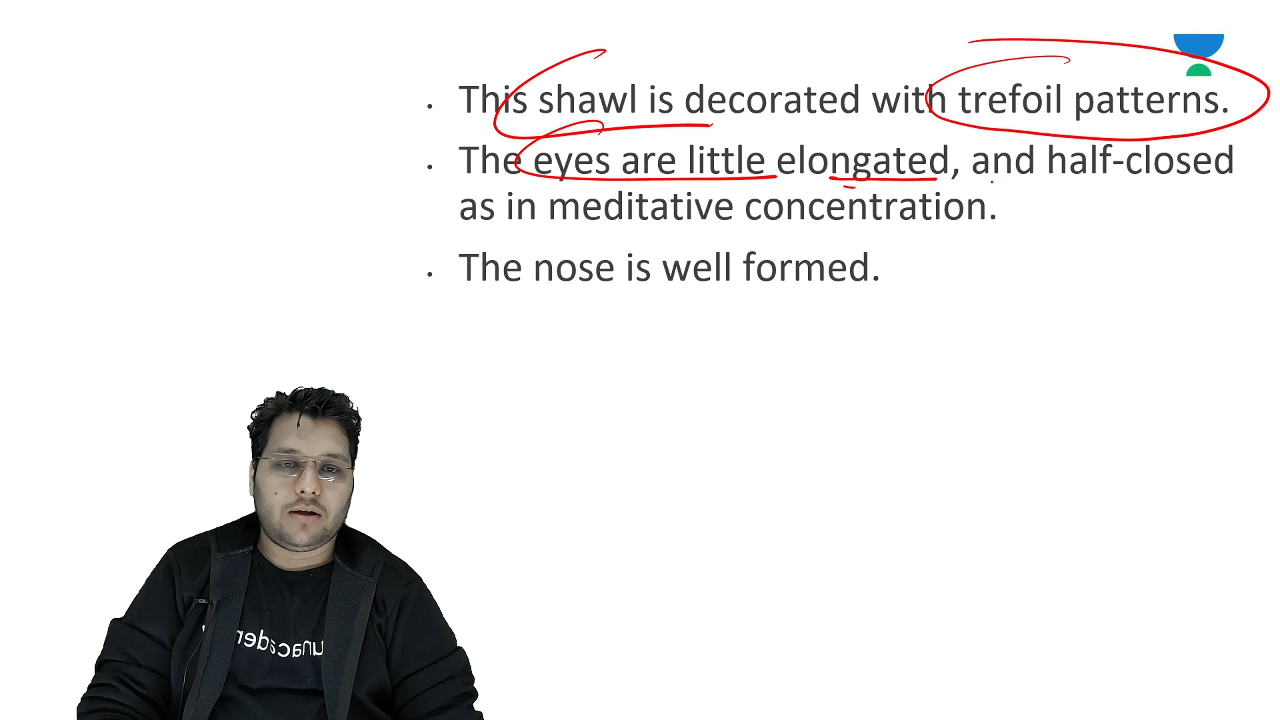 This shawl is decorated with trefoil patterns.
The eyes are little elongated, and half-closed
as in meditative concentration.
The nose is well formed.
unacadem